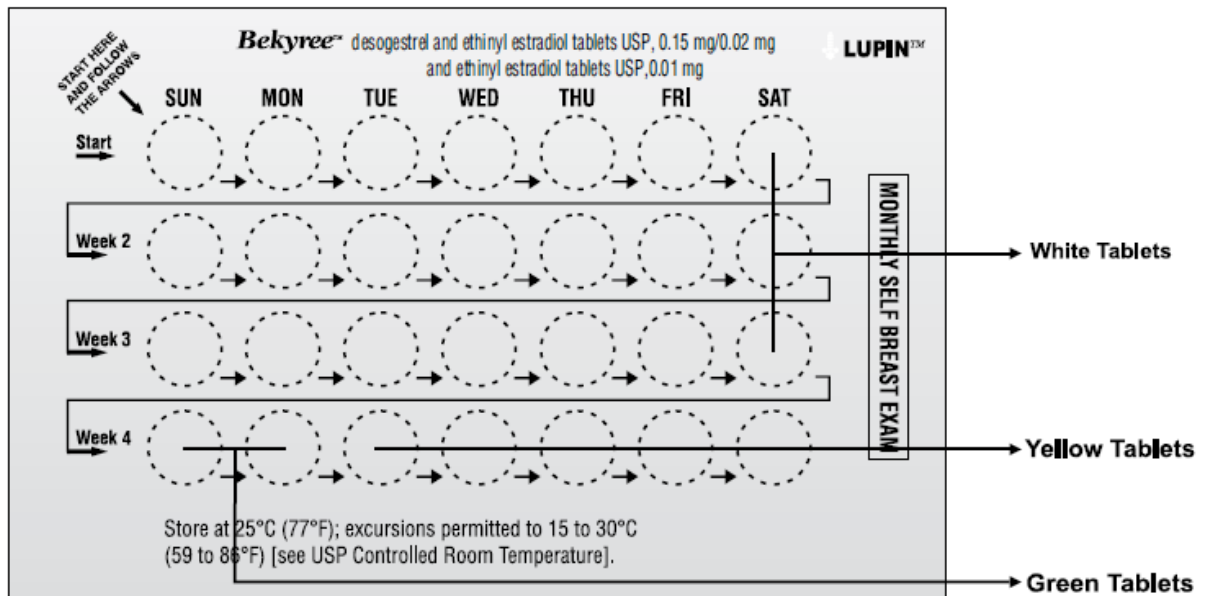 Bekyree™ desogestrel and ethinyl estradiol tablets USP, 0.15 mg/0.02 mg
and ethinyl estradiol tablets USP,0.01 mg
LUPIN™
START HERE
AND FOLLOW
THE ARROWS
SUN MON TUE WED THU FRI SAT
Start
Week 2
Week 3
Week 4
MONTHLY SELF BREAST EXAM
White Tablets
Yellow Tablets
Store at 25°C (77°F); excursions permitted to 15 to 30°C
(59 to 86°F) [see USP Controlled Room Temperature].
Green Tablets